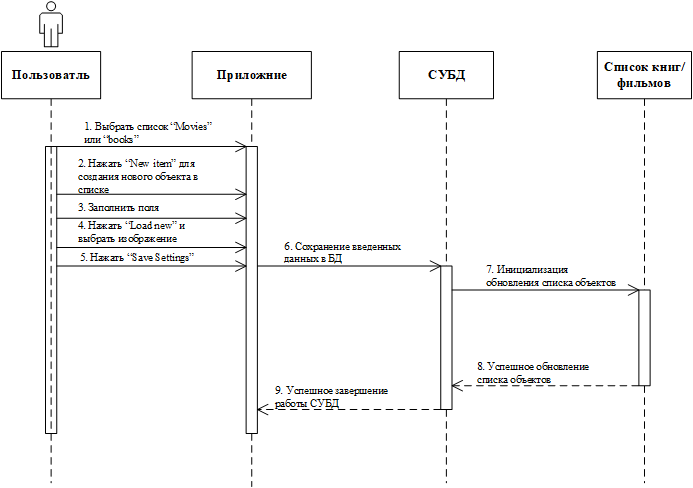 Пользоватль
Приложние
СУБД
Список книг/
фильмов
1. Выбрать список “Movies”
или “books”
2. Нажать “New item” для
создания нового объекта в
списке
3. Заполнить поля
4. Нажать “Load new” и
выбрать изображение
5. Нажать “Save Settings”
6. Сохранение введенных
данных в БД
7. Инициализация
обновления списка объектов
8. Успешное обновление
списка объектов
9. Успешное завершение
работы СУБД